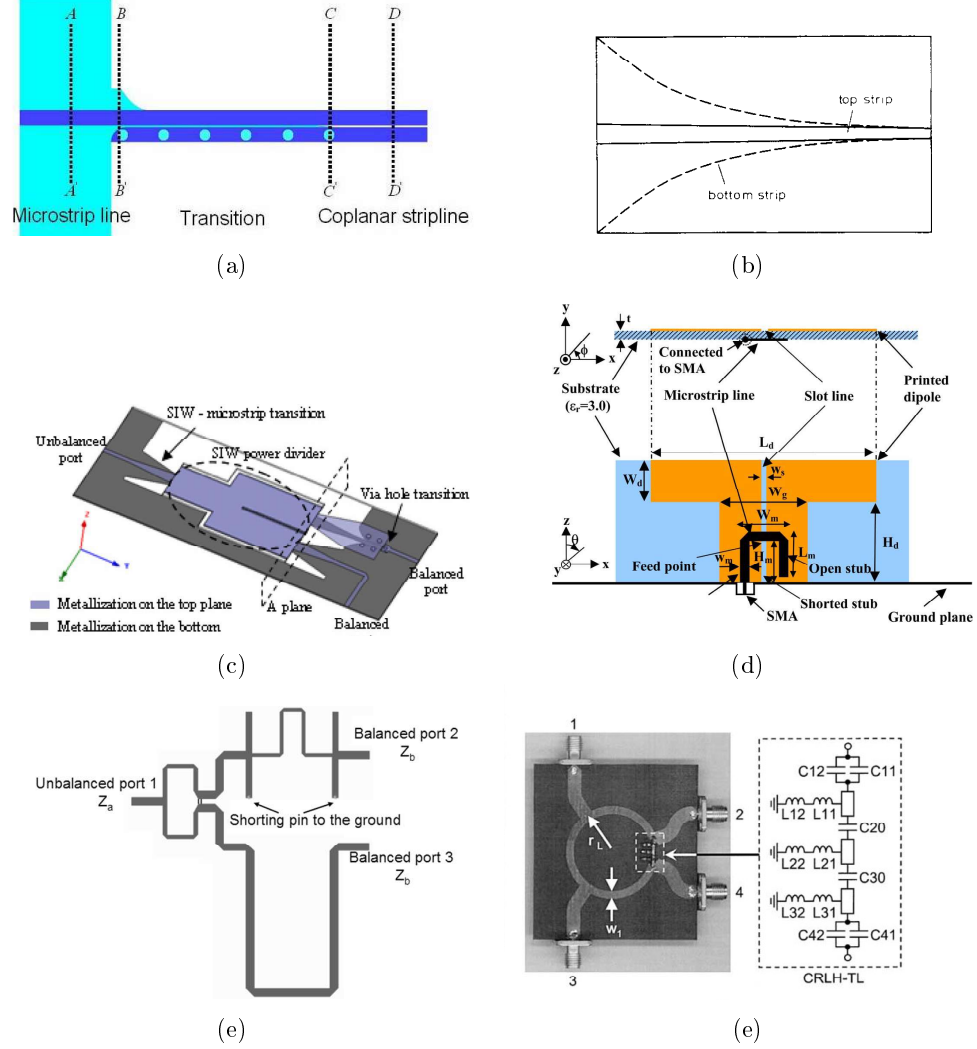 A B C D
A' B' C' D'
Microstrip line Transition Coplanar stripline
(a)
top strip
bottom strip
(b)
SIW - microstrip transition
Unbalanced
port
SIW power divider
Via hole transition
Balanced
port
A plane
Balanced
Z
Y
X
Metallization on the top plane
Metallization on the bottom
(c)
y
t
ϕ
z x
Connected
to SMA
Substrate
(εr=3.0)
Microstrip line
Slot line
Printed
dipole
Ld
Wd
ws
Wg
Wm
Hd
z
θ
y x
wm
Hm
Lm
Feed point
Open stub
Shorted stub
SMA
Ground plane
(d)
Unbalanced port 1
Za
Balanced port 2
Zb
Shorting pin to the ground
Balanced port 3
Zb
(e)
1
2
rL
4
w1
3
C12 C11
L12 L11
C20
L22 L21
C30
L32 L31
C42 C41
CRLH-TL
(e)